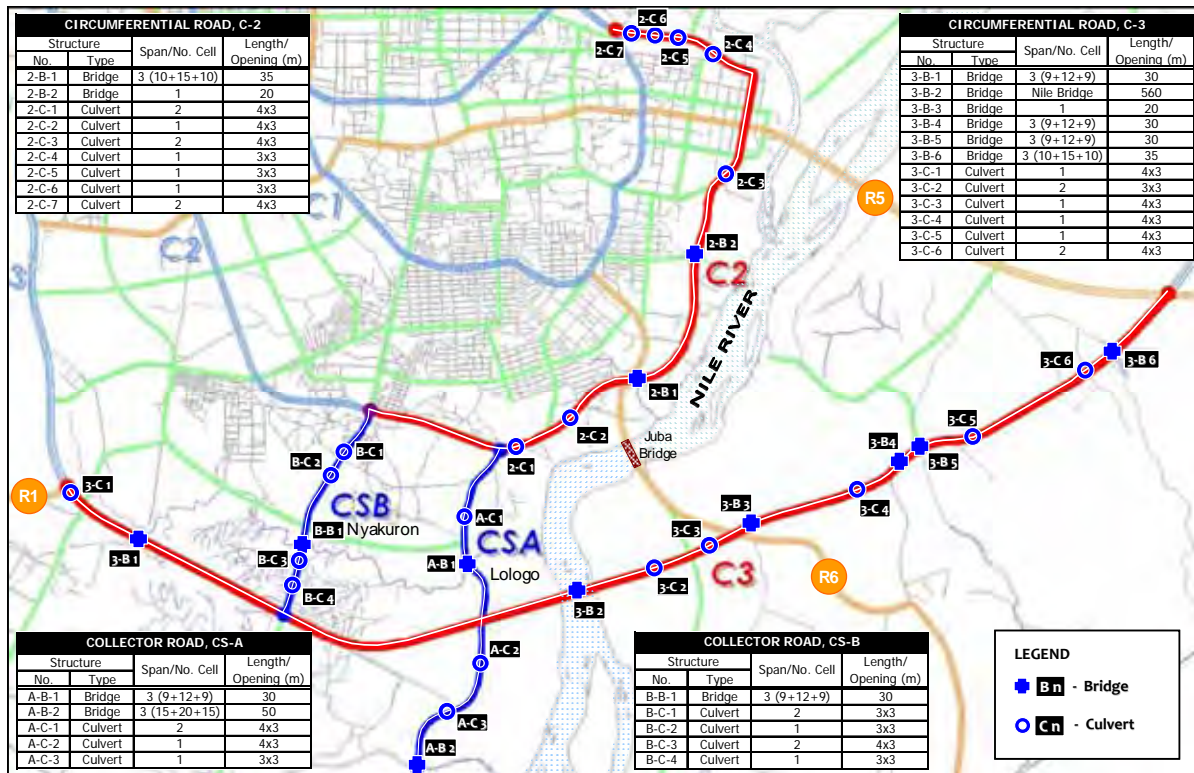 CIRCUMFERENTIAL ROAD, C-2
Structure Span/No. Cell Length/ Opening (m)
No. Type
2-B-1 Bridge 3 (10+15+10) 35
2-B-2 Bridge 1 20
2-C-1 Culvert 2 4x3
2-C-2 Culvert 1 4x3
2-C-3 Culvert 2 4x3
2-C-4 Culvert 1 3x3
2-C-5 Culvert 1 3x3
2-C-6 Culvert 1 3x3
2-C-7 Culvert 2 4x3
CIRCUMFERENTIAL ROAD, C-3
Structure Span/No. Cell Length/ Opening (m)
No. Type
3-B-1 Bridge 3 (9+12+9) 30
3-B-2 Bridge Nile Bridge 560
3-B-3 Bridge 1 20
3-B-4 Bridge 3 (9+12+9) 30
3-B-5 Bridge 3 (9+12+9) 30
3-B-6 Bridge 3 (10+15+10) 35
3-C-1 Culvert 1 4x3
3-C-2 Culvert 2 3x3
3-C-3 Culvert 1 4x3
3-C-4 Culvert 1 4x3
3-C-5 Culvert 1 4x3
3-C-6 Culvert 2 4x3
2-C 6
2-C 7
2-C 5
2-C 4
2-C 3
R5
2-B 2
C2
C2
NILE RIVER
3-C 6
3-B 6
2-B 1
2-C 2
Juba
Bridge
3-C 5
3-B4
3-B 5
B-C 1
B-C 2
2-C 1
3-C 1
R1
CSB
Nyakuron
A-C 1
CSA
3-C 4
3-B 3
3-C 3
B-B 1
3-B 1
B-C 3
A-B 1
Lologo
C3
R6
3-C 2
B-C 4
3-B 2
COLLECTOR ROAD, CS-A
Structure Span/No. Cell Length/ Opening (m)
No. Type
A-B-1 Bridge 3 (9+12+9) 30
A-B-2 Bridge 3 (15+20+15) 50
A-C-1 Culvert 2 4x3
A-C-2 Culvert 1 4x3
A-C-3 Culvert 1 3x3
A-C 2
A-C 3
A-B 2
COLLECTOR ROAD, CS-B
Structure Span/No. Cell Length/ Opening (m)
No. Type
B-B-1 Bridge 3 (9+12+9) 30
B-C-1 Culvert 2 3x3
B-C-2 Culvert 1 3x3
B-C-3 Culvert 2 4x3
B-C-4 Culvert 1 3x3
LEGEND
Bn - Bridge
Cn - Culvert